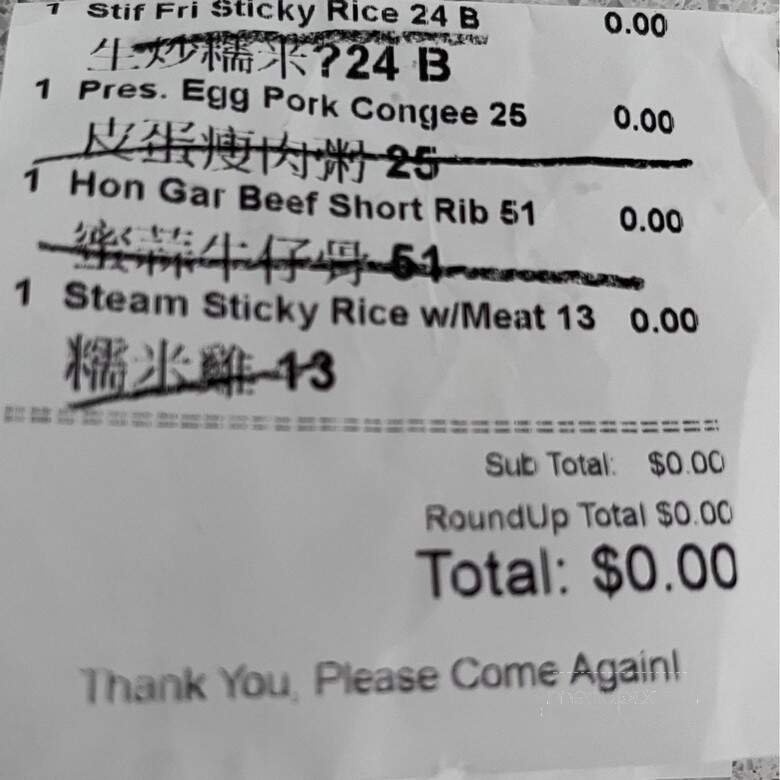 1 Stif Fri Sticky Rice 24 B 0.00
生炒糯米?24 B
1 Pres. Egg Pork Congee 25 0.00
皮蛋瘦肉粥 25
1 Hon Gar Beef Short Rib 51 0.00
蜜蒜牛仔骨 51
1 Steam Sticky Rice w/Meat 13 0.00
糯米雞 13
Sub Total: $0.00
RoundUp Total $0.00
Total: $0.00
Thank You, Please Come Again!